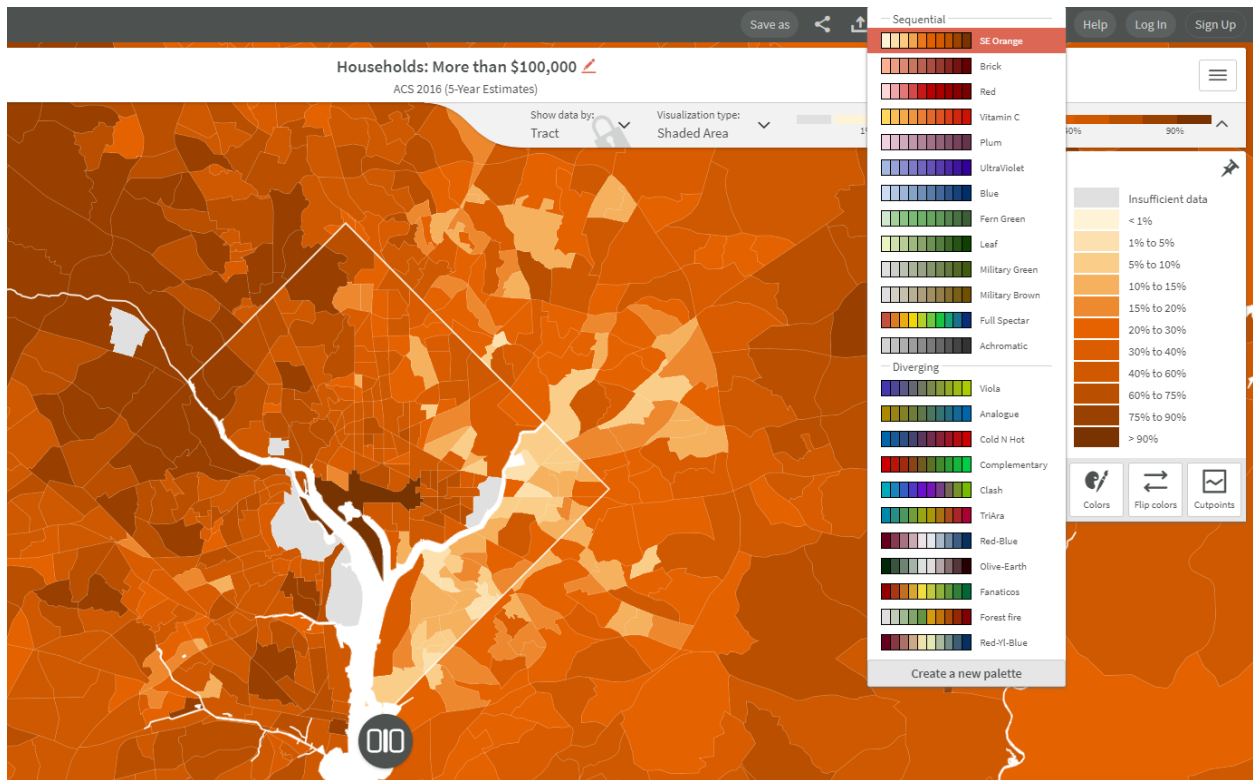 Save as
Help
Log In
Sign Up
Households: More than $100,000
ACS 2016 (5-Year Estimates)
Show data by:
Tract
Visualization type:
Shaded Area
90%
Sequential
SE Orange
Brick
Red
Vitamin C
Plum
UltraViolet
Blue
Fern Green
Leaf
Military Green
Military Brown
Full Spectar
Achromatic
Diverging
Viola
Analogue
Cold N Hot
Complementary
Clash
TriAra
Red-Blue
Olive-Earth
Fanaticos
Forest fire
Red-Yl-Blue
Create a new palette
Insufficient data
< 1%
1% to 5%
5% to 10%
10% to 15%
15% to 20%
20% to 30%
30% to 40%
40% to 60%
60% to 75%
75% to 90%
> 90%
Colors
Flip colors
Cutpoints